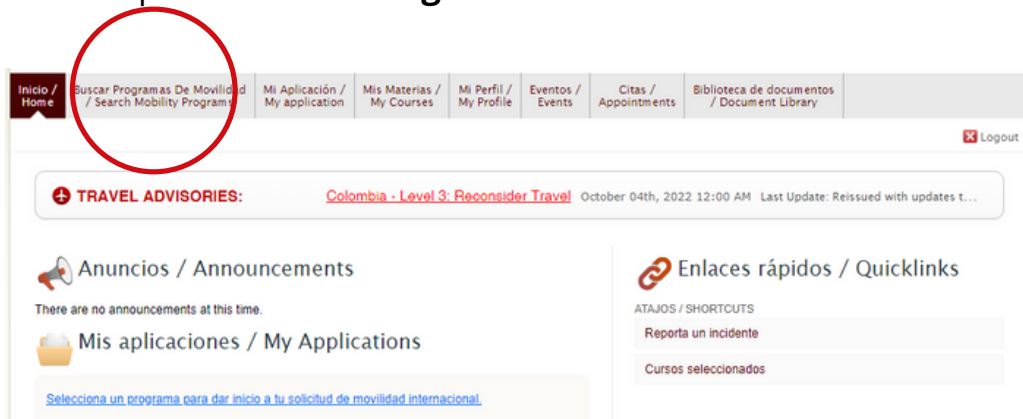 Inicio /
Home
Buscar Programas De Movilidad
/ Search Mobility Programs
Mi Aplicación /
My application
Mis Materias /
My Courses
Mi Perfil /
My Profile
Eventos /
Events
Citas /
Appointments
Biblioteca de documentos
/ Document Library
Logout
TRAVEL ADVISORIES: Colombia - Level 3: Reconsider Travel October 04th, 2022 12:00 AM Last Update: Reissued with updates t...
Anuncios / Announcements
There are no announcements at this time.
Mis aplicaciones / My Applications
Selecciona un programa para dar inicio a tu solicitud de movilidad internacional.
Enlaces rápidos / Quicklinks
ATAJOS / SHORTCUTS
Reporta un incidente
Cursos seleccionados